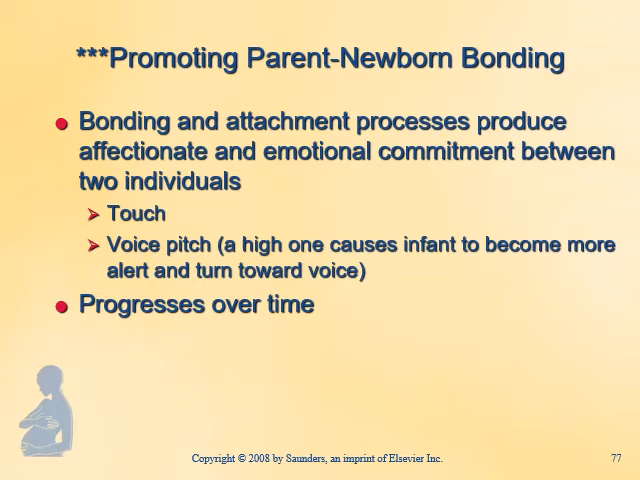 ***Promoting Parent-Newborn Bonding
Bonding and attachment processes produce
affectionate and emotional commitment between
two individuals
Touch
Voice pitch (a high one causes infant to become more
alert and turn toward voice)
Progresses over time
Copyright © 2008 by Saunders, an imprint of Elsevier Inc.
77